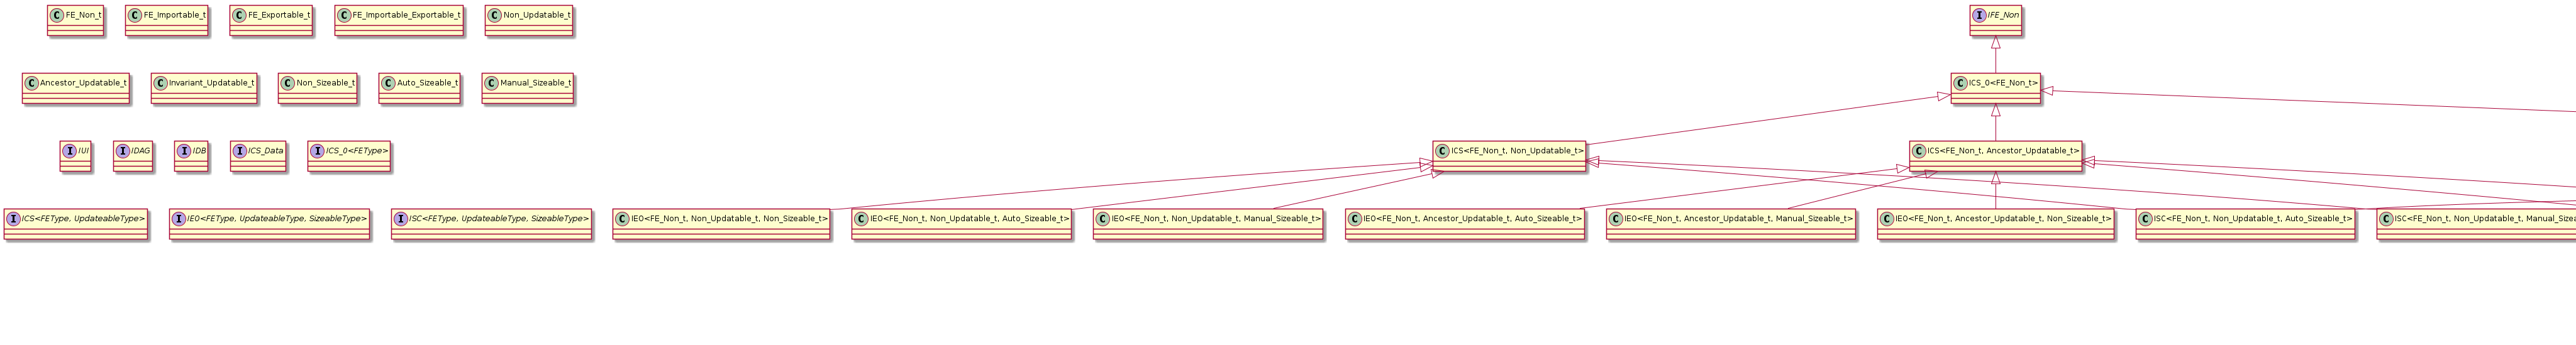 C FE_Non_t
C FE_Importable_t
C FE_Exportable_t
C FE_Importable_Exportable_t
C Non_Updatable_t
I IFE_Non
C Ancestor_Updatable_t
C Invariant_Updatable_t
C Non_Sizeable_t
C Auto_Sizeable_t
C Manual_Sizeable_t
C ICS_0<FE_Non_t>
I IUI
I IDAG
I IDB
I ICS_Data
I ICS_0<FEType>
C ICS<FE_Non_t, Non_Updatable_t>
C ICS<FE_Non_t, Ancestor_Updatable_t>
I ICS<FEType, UpdateableType>
I IEO<FEType, UpdateableType, SizeableType>
I ISC<FEType, UpdateableType, SizeableType>
C IEO<FE_Non_t, Non_Updatable_t, Non_Sizeable_t>
C IEO<FE_Non_t, Non_Updatable_t, Auto_Sizeable_t>
C IEO<FE_Non_t, Non_Updatable_t, Manual_Sizeable_t>
C IEO<FE_Non_t, Ancestor_Updatable_t, Auto_Sizeable_t>
C IEO<FE_Non_t, Ancestor_Updatable_t, Manual_Sizeable_t>
C IEO<FE_Non_t, Ancestor_Updatable_t, Non_Sizeable_t>
C ISC<FE_Non_t, Non_Updatable_t, Auto_Sizeable_t>
C ISC<FE_Non_t, Non_Updatable_t,